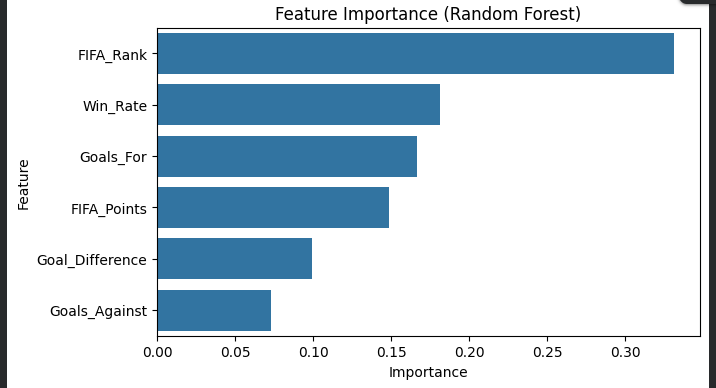 Feature Importance (Random Forest)
FIFA_Rank
Win_Rate
Goals_For
FIFA_Points
Goal_Difference
Goals_Against
Feature
0.00 0.05 0.10 0.15 0.20 0.25 0.30
Importance